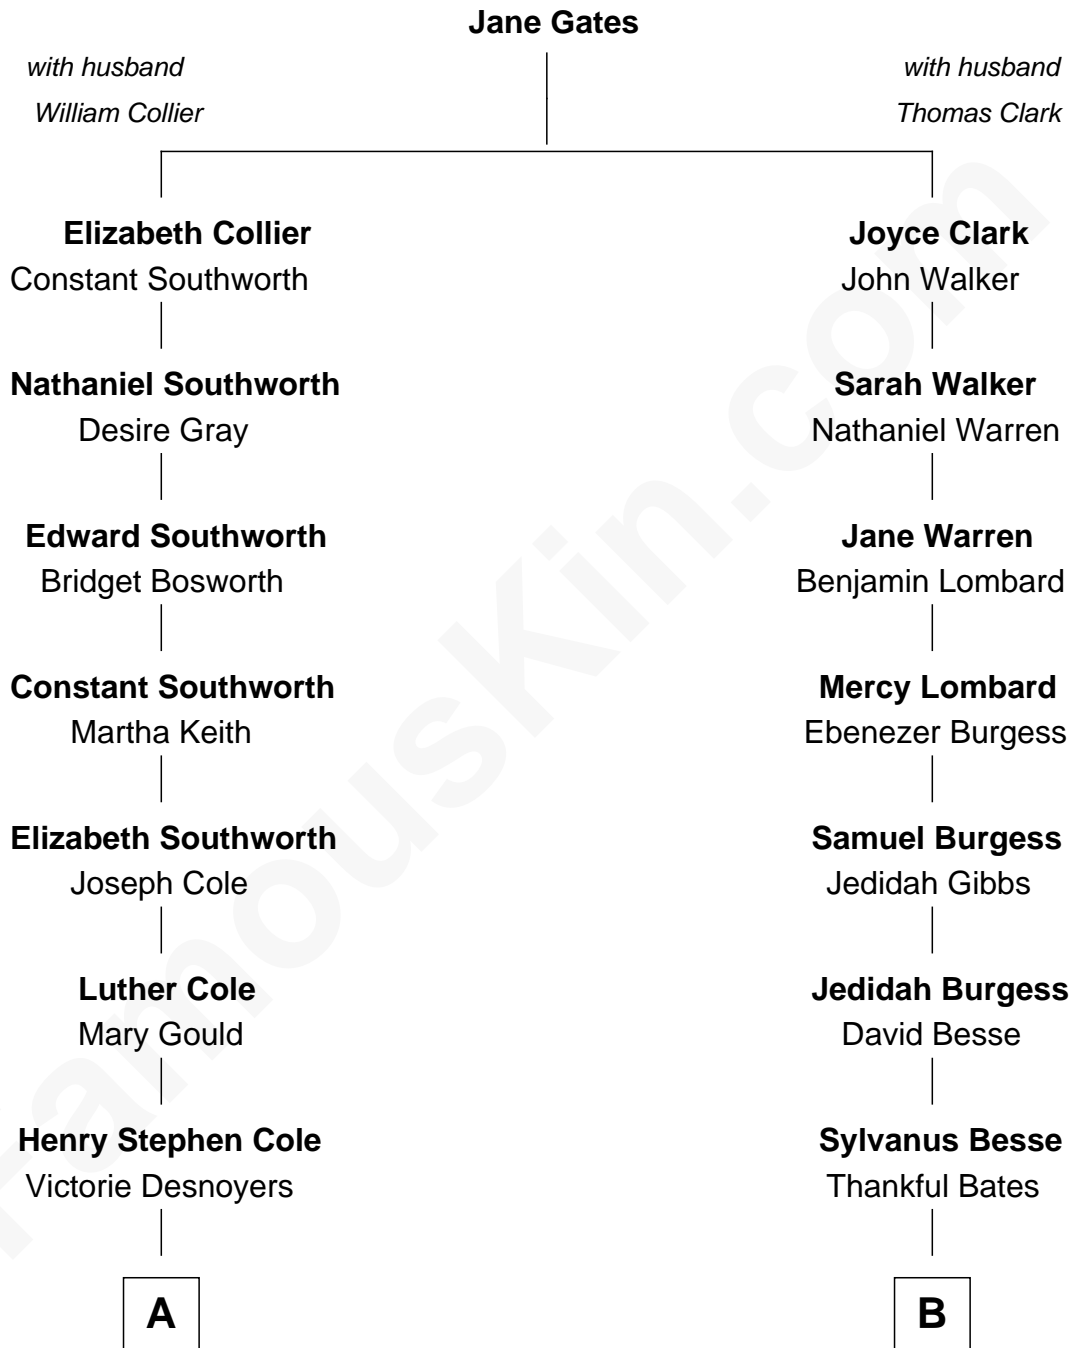 Jane Gates
with husband
William Collier
with husband
Thomas Clark
Elizabeth Collier
Constant Southworth
Joyce Clark
John Walker
Nathaniel Southworth
Desire Gray
Sarah Walker
Nathaniel Warren
Edward Southworth
Bridget Bosworth
Jane Warren
Benjamin Lombard
Constant Southworth
Martha Keith
Mercy Lombard
Ebenezer Burgess
Elizabeth Southworth
Joseph Cole
Samuel Burgess
Jedidah Gibbs
Luther Cole
Mary Gould
Jedidah Burgess
David Besse
Henry Stephen Cole
Victorie Desnoyers
Sylvanus Besse
Thankful Bates
A
B
FamousKin.com